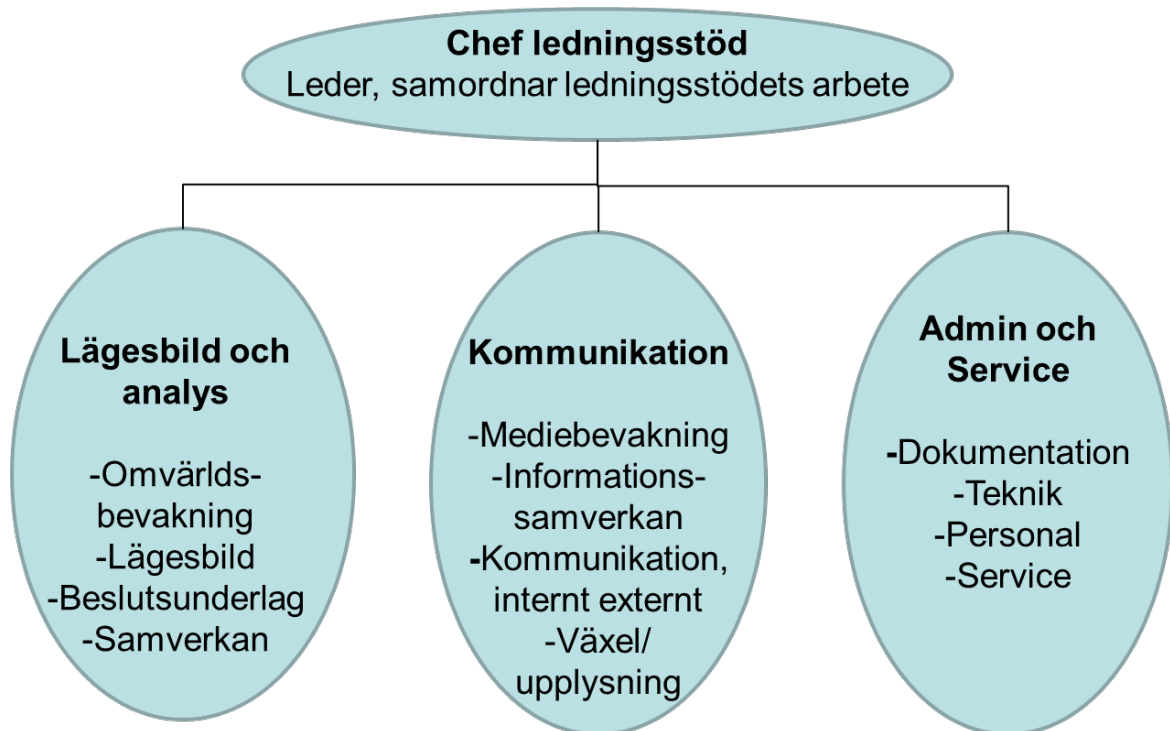 Chef ledningsstöd
Leder, samordnar ledningsstödets arbete
Lägesbild och
analys
-Omvärlds-
bevakning
-Lägesbild
-Beslutsunderlag
-Samverkan
Kommunikation
-Mediebevakning
-Informations-
samverkan
-Kommunikation,
internt externt
-Växel/
upplysning
Admin och
Service
-Dokumentation
-Teknik
-Personal
-Service